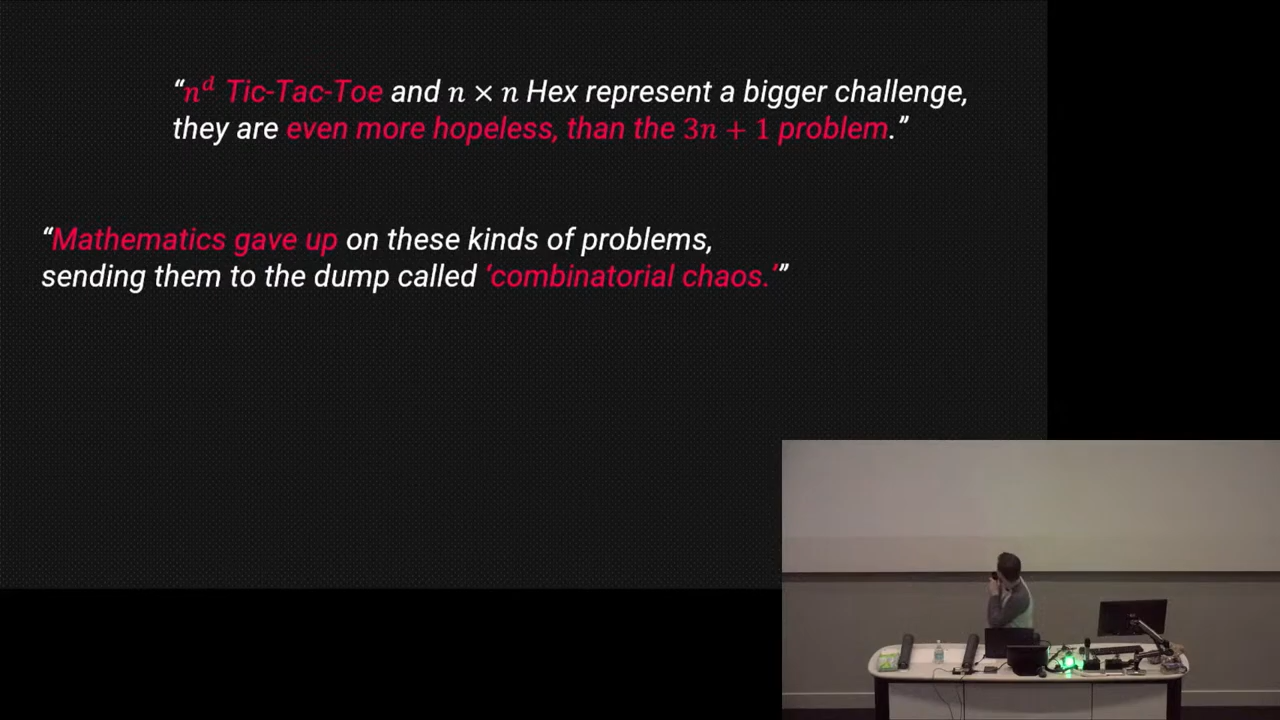 “n^d Tic-Tac-Toe and n × n Hex represent a bigger challenge,
they are even more hopeless, than the 3n + 1 problem.”
“Mathematics gave up on these kinds of problems,
sending them to the dump called ‘combinatorial chaos.’”